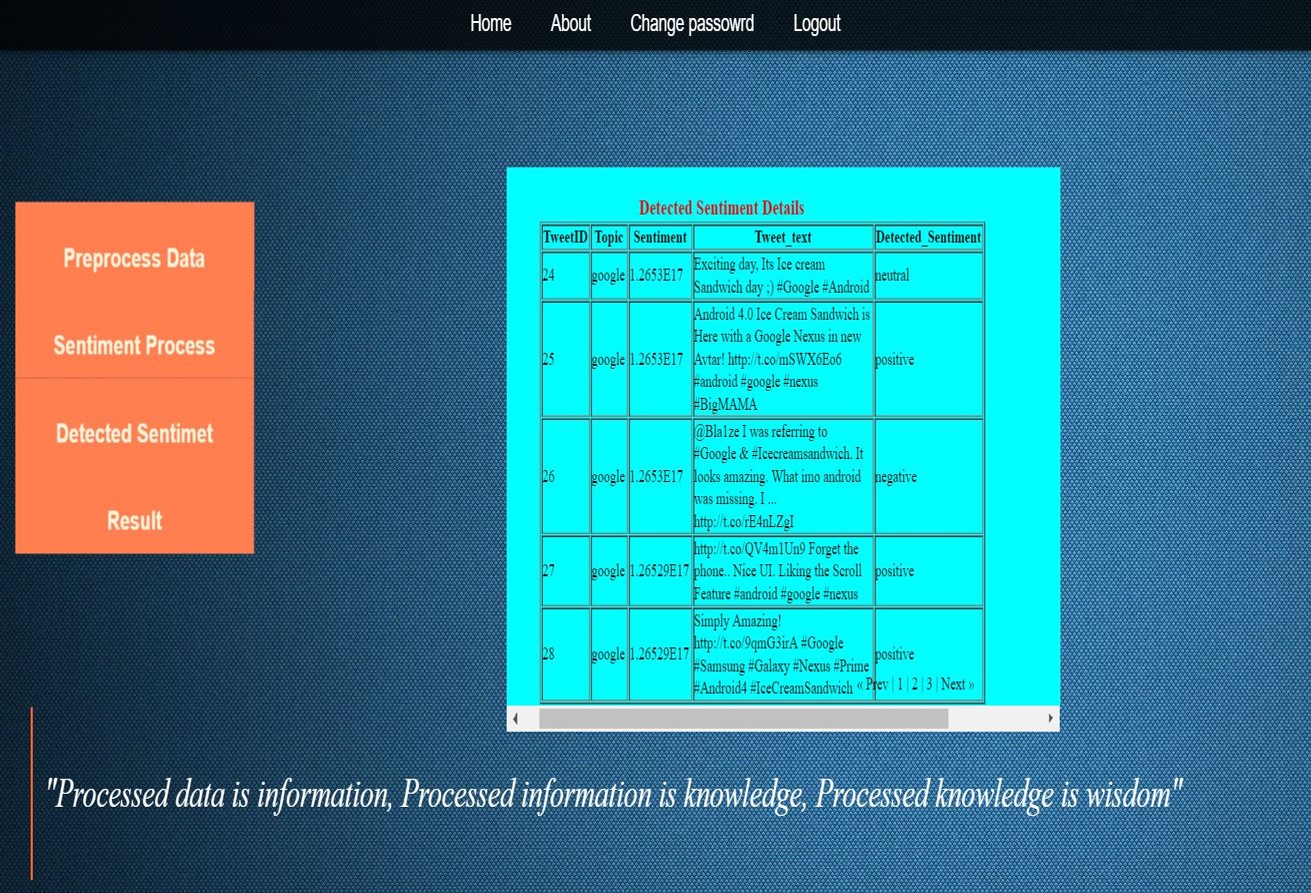 Home About Change passowrd Logout
Preprocess Data
Sentiment Process
Detected Sentimet
Result
Detected Sentiment Details
TweetID Topic Sentiment Tweet_text Detected_Sentiment
24 google 1.2653E17 Exciting day, Its Ice cream
Sandwich day ;) #Google #Android neutral
25 google 1.2653E17 Android 4.0 Ice Cream Sandwich is
Here with a Google Nexus in new
Avtar! http://t.co/mSWX6Eo6
#android #google #nexus
#BigMAMA positive
26 google 1.2653E17 @Bla1ze I was referring to
#Google & #Icecreamsandwich. It
looks amazing. What imo android
was missing. I ...
http://t.co/rE4nLZgI negative
27 google 1.26529E17 http://t.co/QV4m1Un9 Forget the
phone.. Nice UI. Liking the Scroll
Feature #android #google #nexus positive
28 google 1.26529E17 Simply Amazing!
http://t.co/9qmG3irA #Google
#Samsung #Galaxy #Nexus #Prime
#Android4 #IceCreamSandwich positive
« Prev | 1 | 2 | 3 | Next »
"Processed data is information, Processed information is knowledge, Processed knowledge is wisdom"